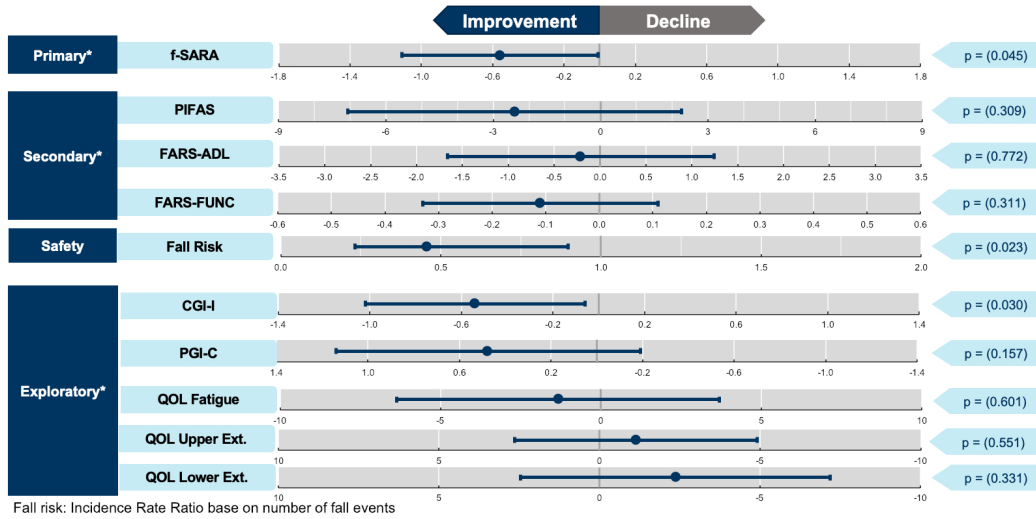 Improvement Decline
Primary* f-SARA p = (0.045)
-1.8 -1.4 -1.0 -0.6 -0.2 0.2 0.6 1.0 1.4 1.8
PIFAS p = (0.309)
-9 -6 -3 0 3 6 9
Secondary* FARS-ADL p = (0.772)
-3.5 -3.0 -2.5 -2.0 -1.5 -1.0 -0.5 0.0 0.5 1.0 1.5 2.0 2.5 3.0 3.5
FARS-FUNC p = (0.311)
-0.6 -0.5 -0.4 -0.3 -0.2 -0.1 0.0 0.1 0.2 0.3 0.4 0.5 0.6
Safety Fall Risk p = (0.023)
0.0 0.5 1.0 1.5 2.0
CGI-I p = (0.030)
-1.4 -1.0 -0.6 -0.2 0.2 0.6 1.0 1.4
PGI-C p = (0.157)
1.4 1.0 0.6 0.2 -0.2 -0.6 -1.0 -1.4
Exploratory* QOL Fatigue p = (0.601)
-10 -5 0 5 10
QOL Upper Ext. p = (0.551)
10 5 0 -5 -10
QOL Lower Ext. p = (0.331)
10 5 0 -5 -10
Fall risk: Incidence Rate Ratio base on number of fall events